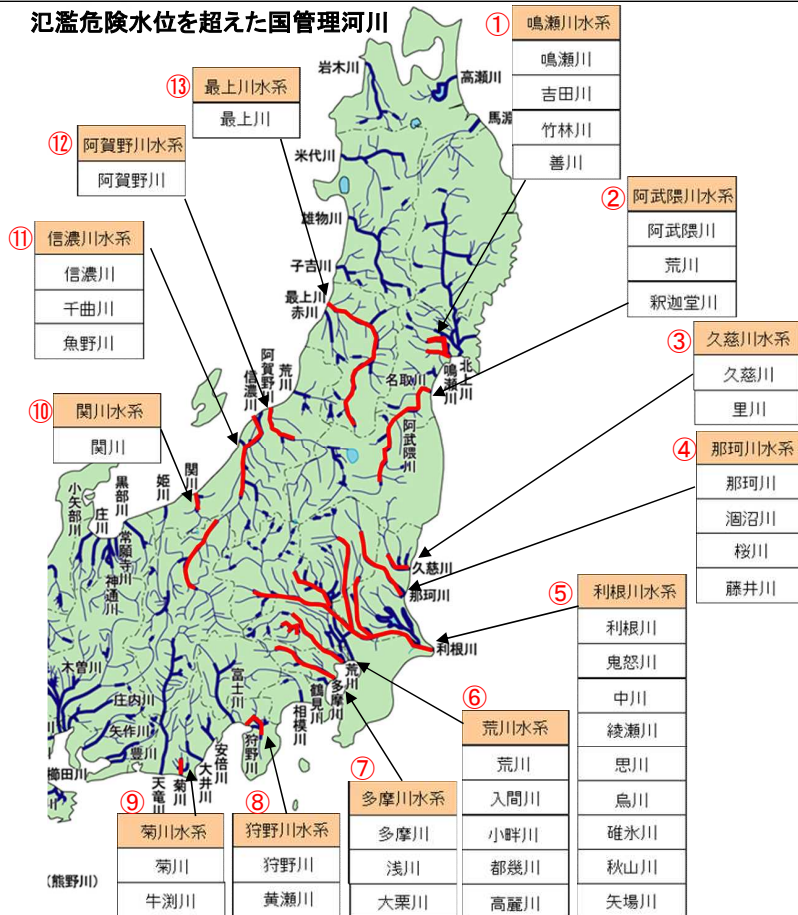 氾濫危険水位を超えた国管理河川
① 鳴瀬川水系
鳴瀬川
吉田川
竹林川
善川
② 阿武隈川水系
阿武隈川
荒川
釈迦堂川
③ 久慈川水系
久慈川
里川
④ 那珂川水系
那珂川
涸沼川
桜川
藤井川
⑤ 利根川水系
利根川
鬼怒川
中川
綾瀬川
思川
烏川
碓氷川
秋山川
矢場川
⑥ 荒川水系
荒川
入間川
小畔川
都幾川
高麗川
⑦ 多摩川水系
多摩川
浅川
大栗川
⑧ 狩野川水系
狩野川
黄瀬川
⑨ 菊川水系
菊川
牛渕川
⑩ 関川水系
関川
⑪ 信濃川水系
信濃川
千曲川
魚野川
⑫ 阿賀野川水系
阿賀野川
⑬ 最上川水系
最上川
岩木川
高瀬川
馬淵
米代川
雄物川
子吉川
最上川
赤川
荒川
阿賀野川
信濃川
名取川
鳴瀬川
北上川
阿武隈川
関川
姫川
黒部川
常願寺川
神通川
庄川
小矢部川
久慈川
那珂川
利根川
荒川
多摩川
鶴見川
相模川
富士川
狩野川
安倍川
大井川
菊川
天竜川
豊川
矢作川
庄内川
木曽川
櫛田川
川
川
(熊野川)